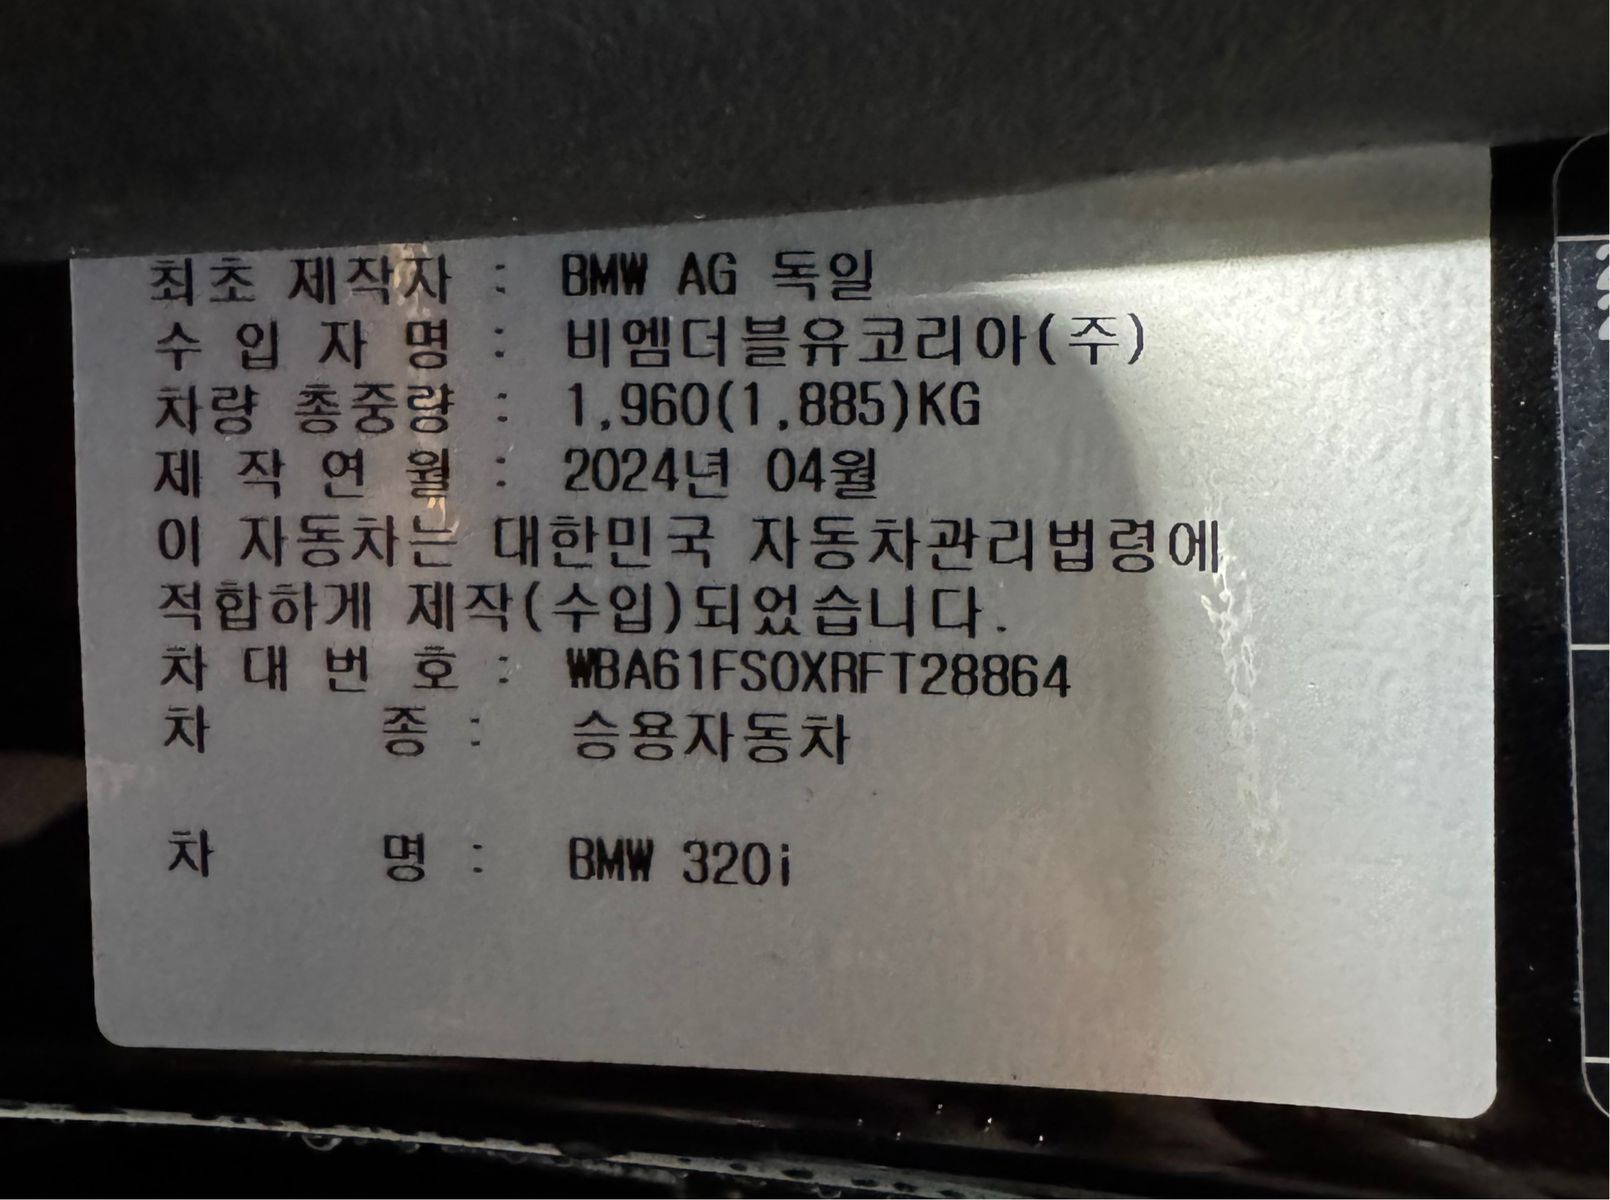 최초 제작자 : BMW AG 독일
수 입 자 명 : 비엠더블유코리아(주)
차량 총중량 : 1,960(1,885)KG
제 작 연 월 : 2024년 04월
이 자동차는 대한민국 자동차관리법령에
적합하게 제작(수입)되었습니다.
차 대 번 호 : WBA61FS0XRFT28864
차 종 : 승용자동차
차 명 : BMW 320i